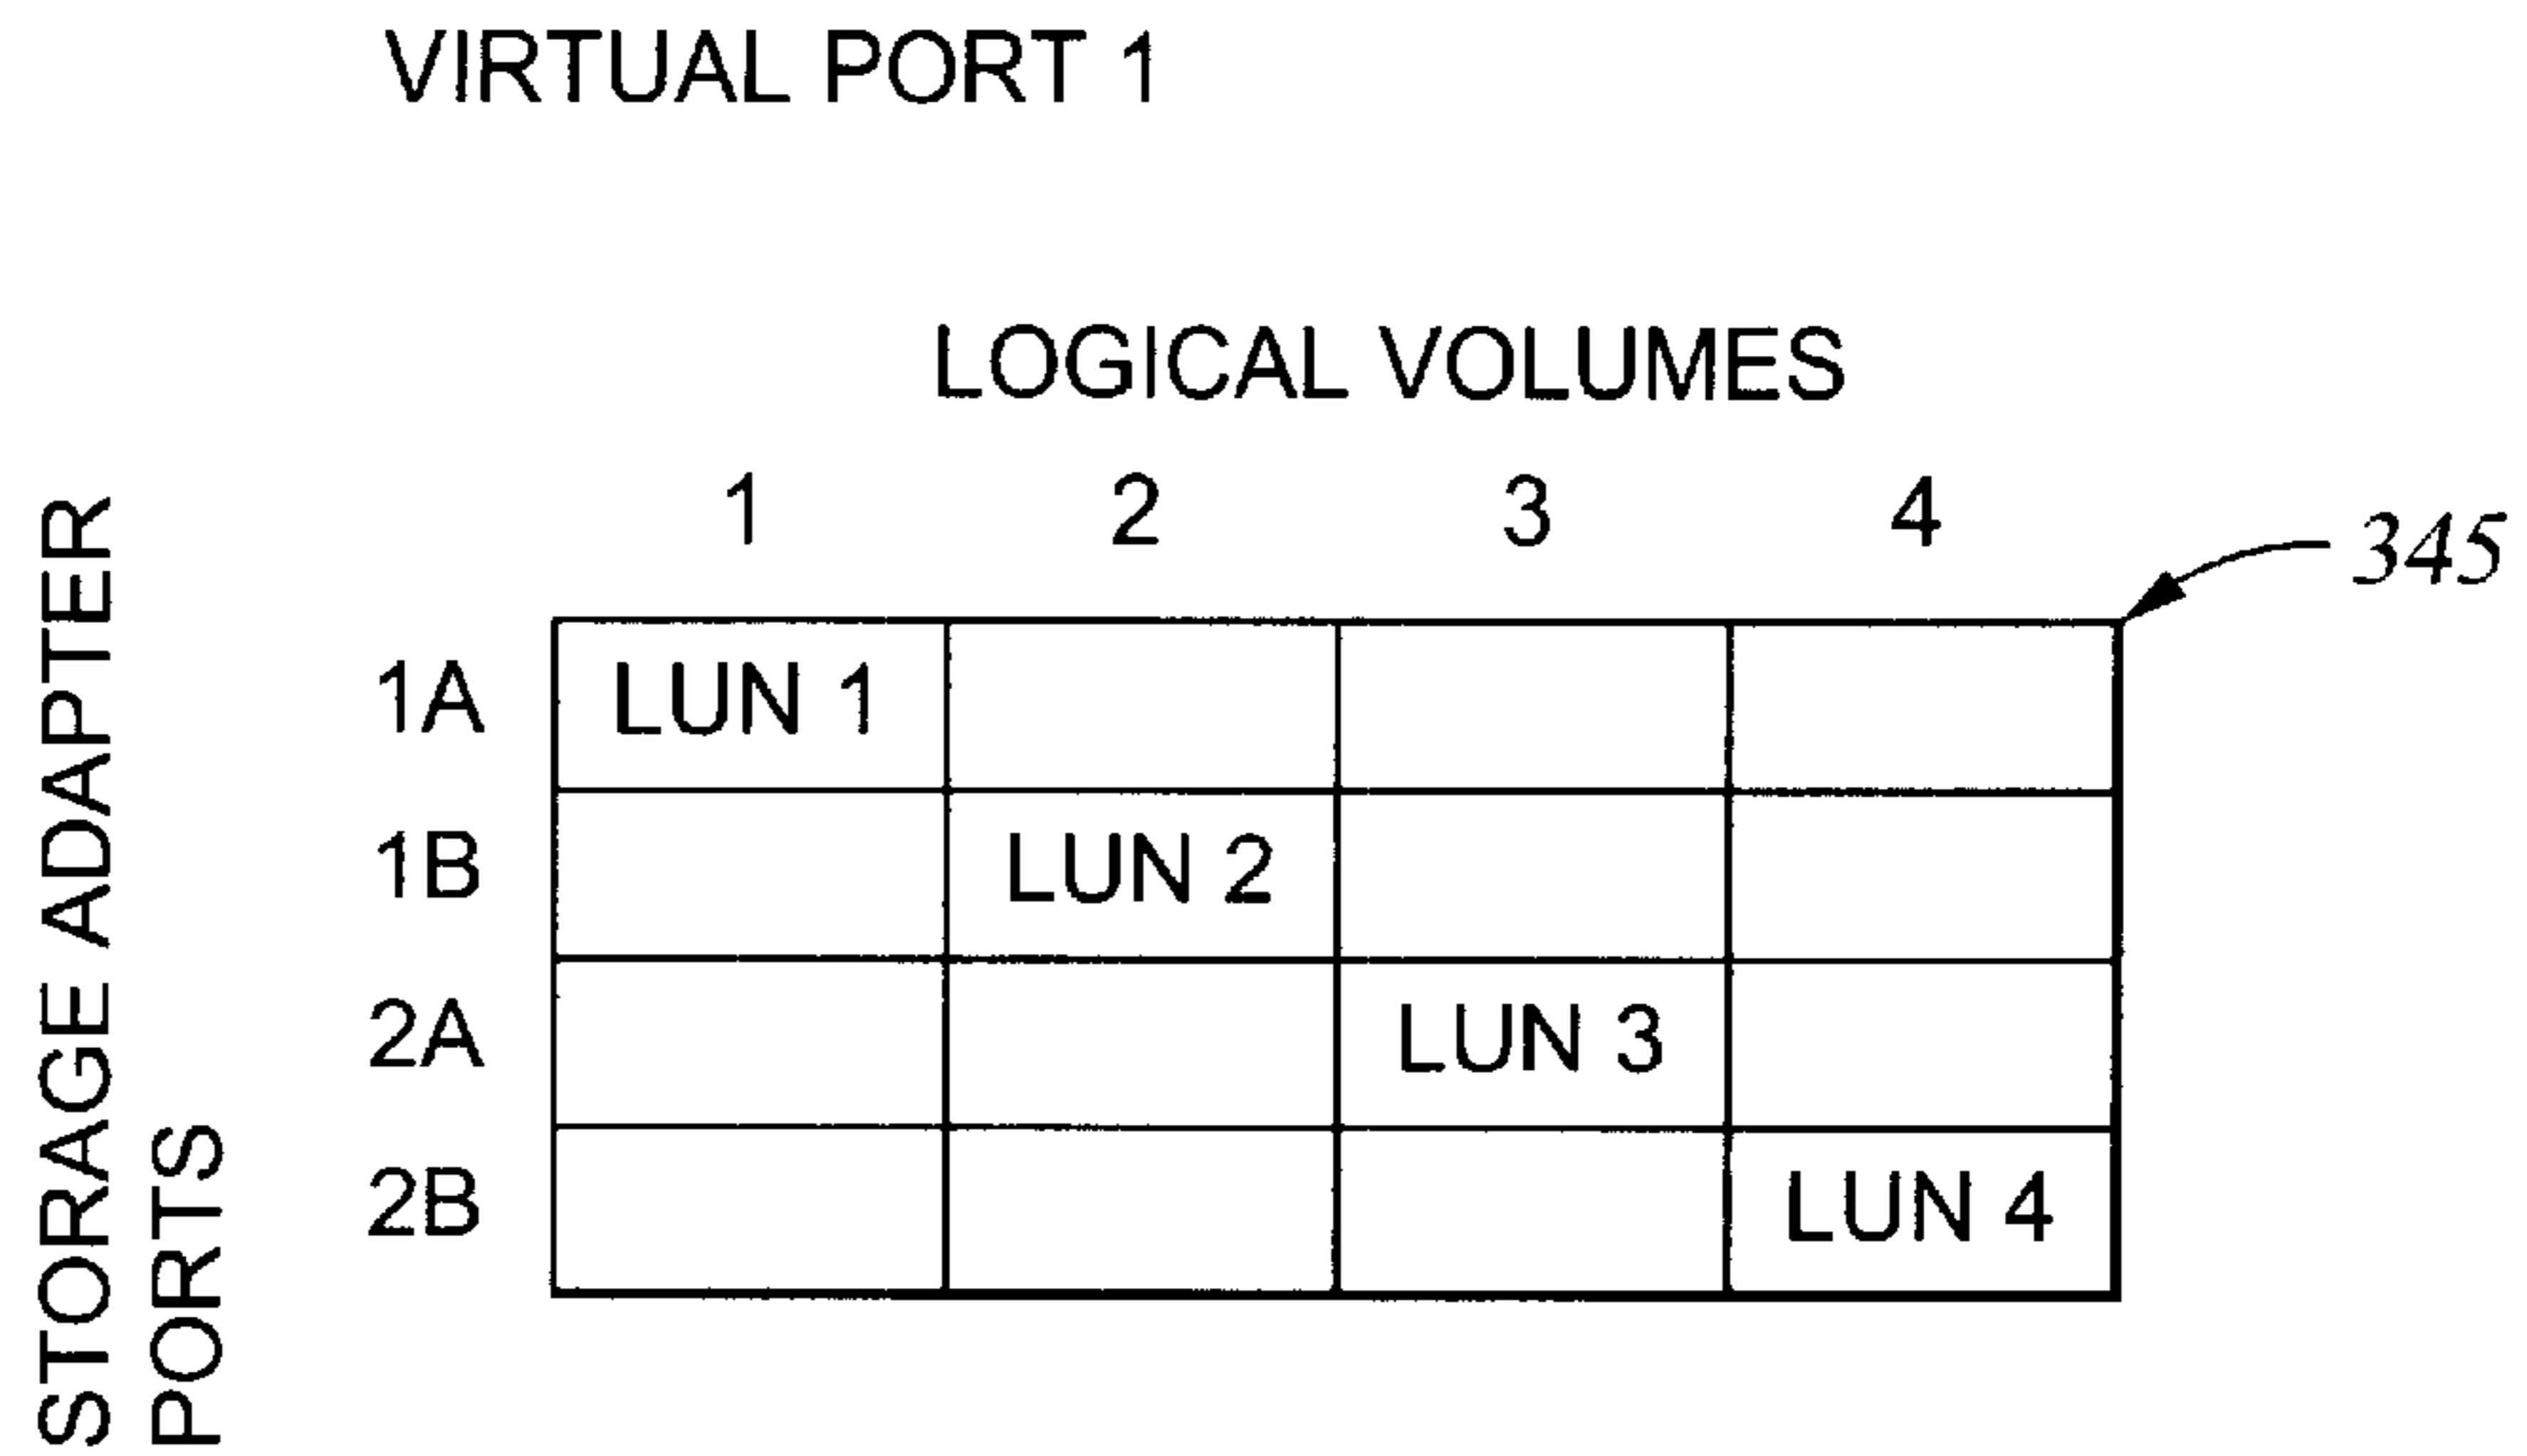 VIRTUAL PORT 1
LOGICAL VOLUMES
1 2 3 4
345
STORAGE ADAPTER
PORTS
1A LUN 1
1B LUN 2
2A LUN 3
2B LUN 4